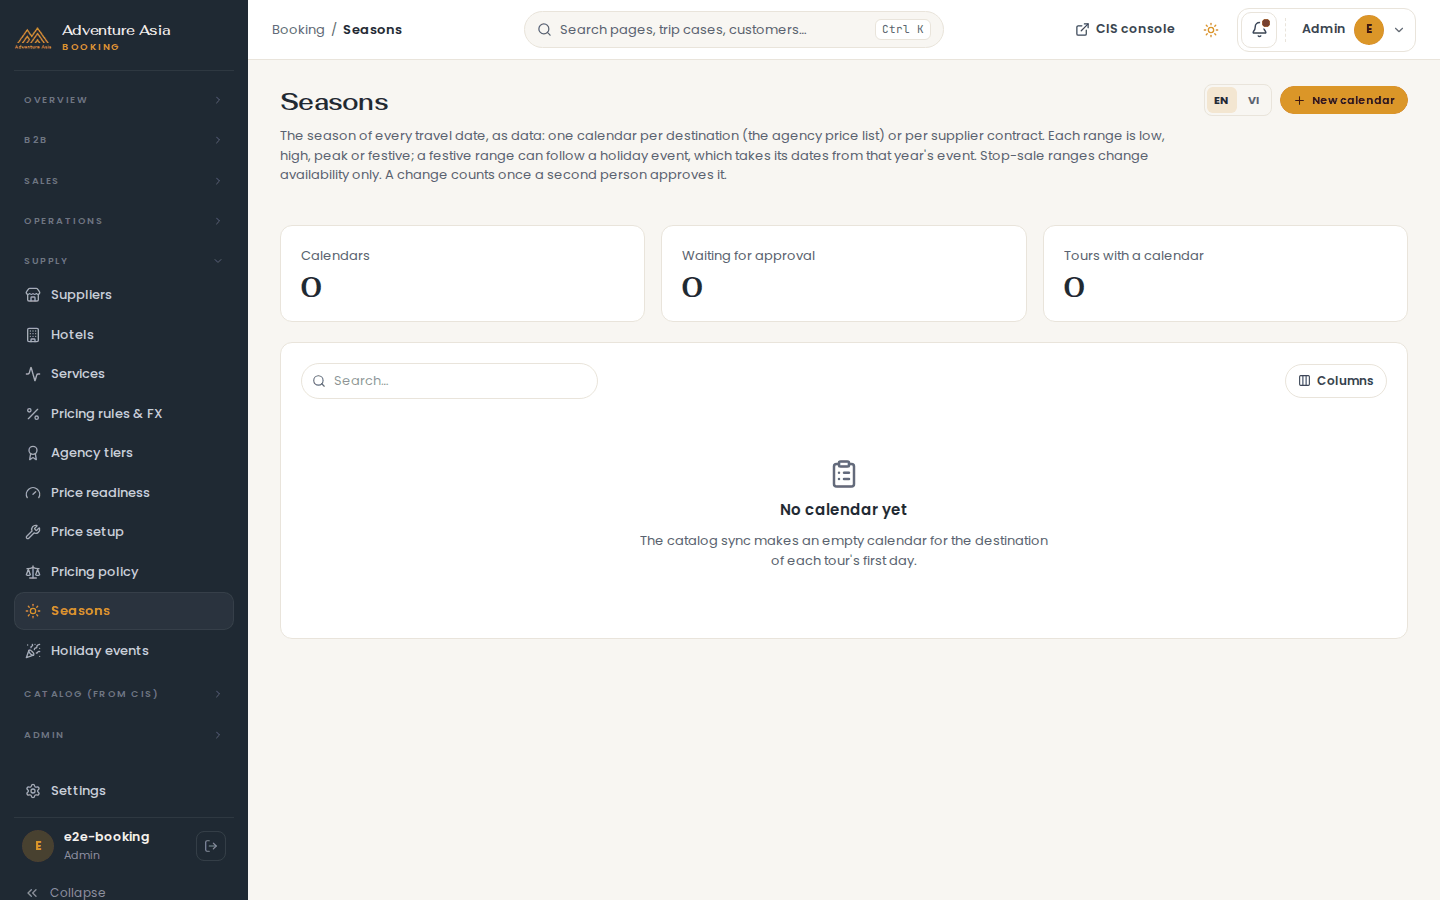 Adventure Asia
BOOKING
Adventure Asia
OVERVIEW
B2B
SALES
OPERATIONS
SUPPLY
Suppliers
Hotels
Services
Pricing rules & FX
Agency tiers
Price readiness
Price setup
Pricing policy
Seasons
Holiday events
CATALOG (FROM CIS)
ADMIN
Settings
E
e2e-booking
Admin
Collapse
Booking / Seasons
Search pages, trip cases, customers...
Ctrl K
CIS console
Admin
E
Seasons
EN
VI
New calendar
The season of every travel date, as data: one calendar per destination (the agency price list) or per supplier contract. Each range is low,
high, peak or festive; a festive range can follow a holiday event, which takes its dates from that year's event. Stop-sale ranges change
availability only. A change counts once a second person approves it.
Calendars
0
Waiting for approval
0
Tours with a calendar
0
Search...
Columns
No calendar yet
The catalog sync makes an empty calendar for the destination
of each tour's first day.